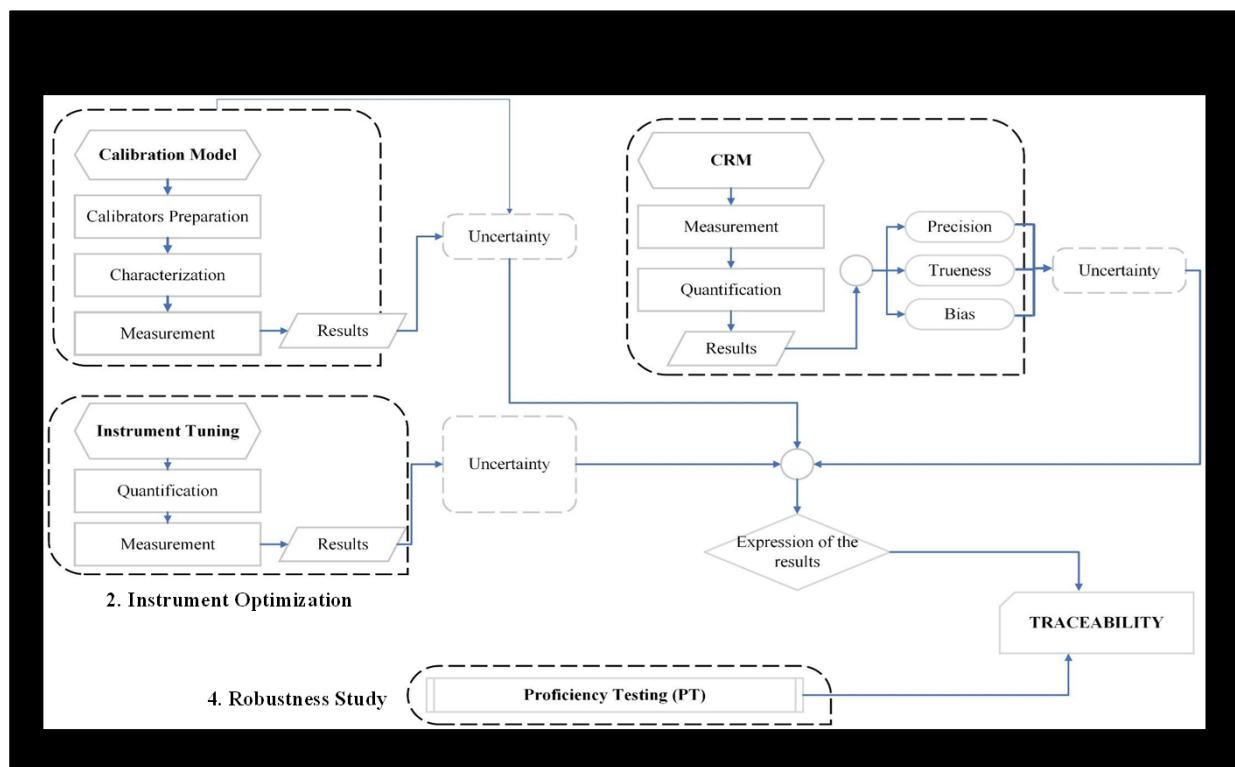 Calibration Model
Calibrators Preparation
Characterization
Measurement
Results
Uncertainty
CRM
Measurement
Quantification
Results
Precision
Trueness
Bias
Uncertainty
Instrument Tuning
Quantification
Measurement
Results
Uncertainty
2. Instrument Optimization
Expression of the
results
TRACEABILITY
4. Robustness Study
Proficiency Testing (PT)